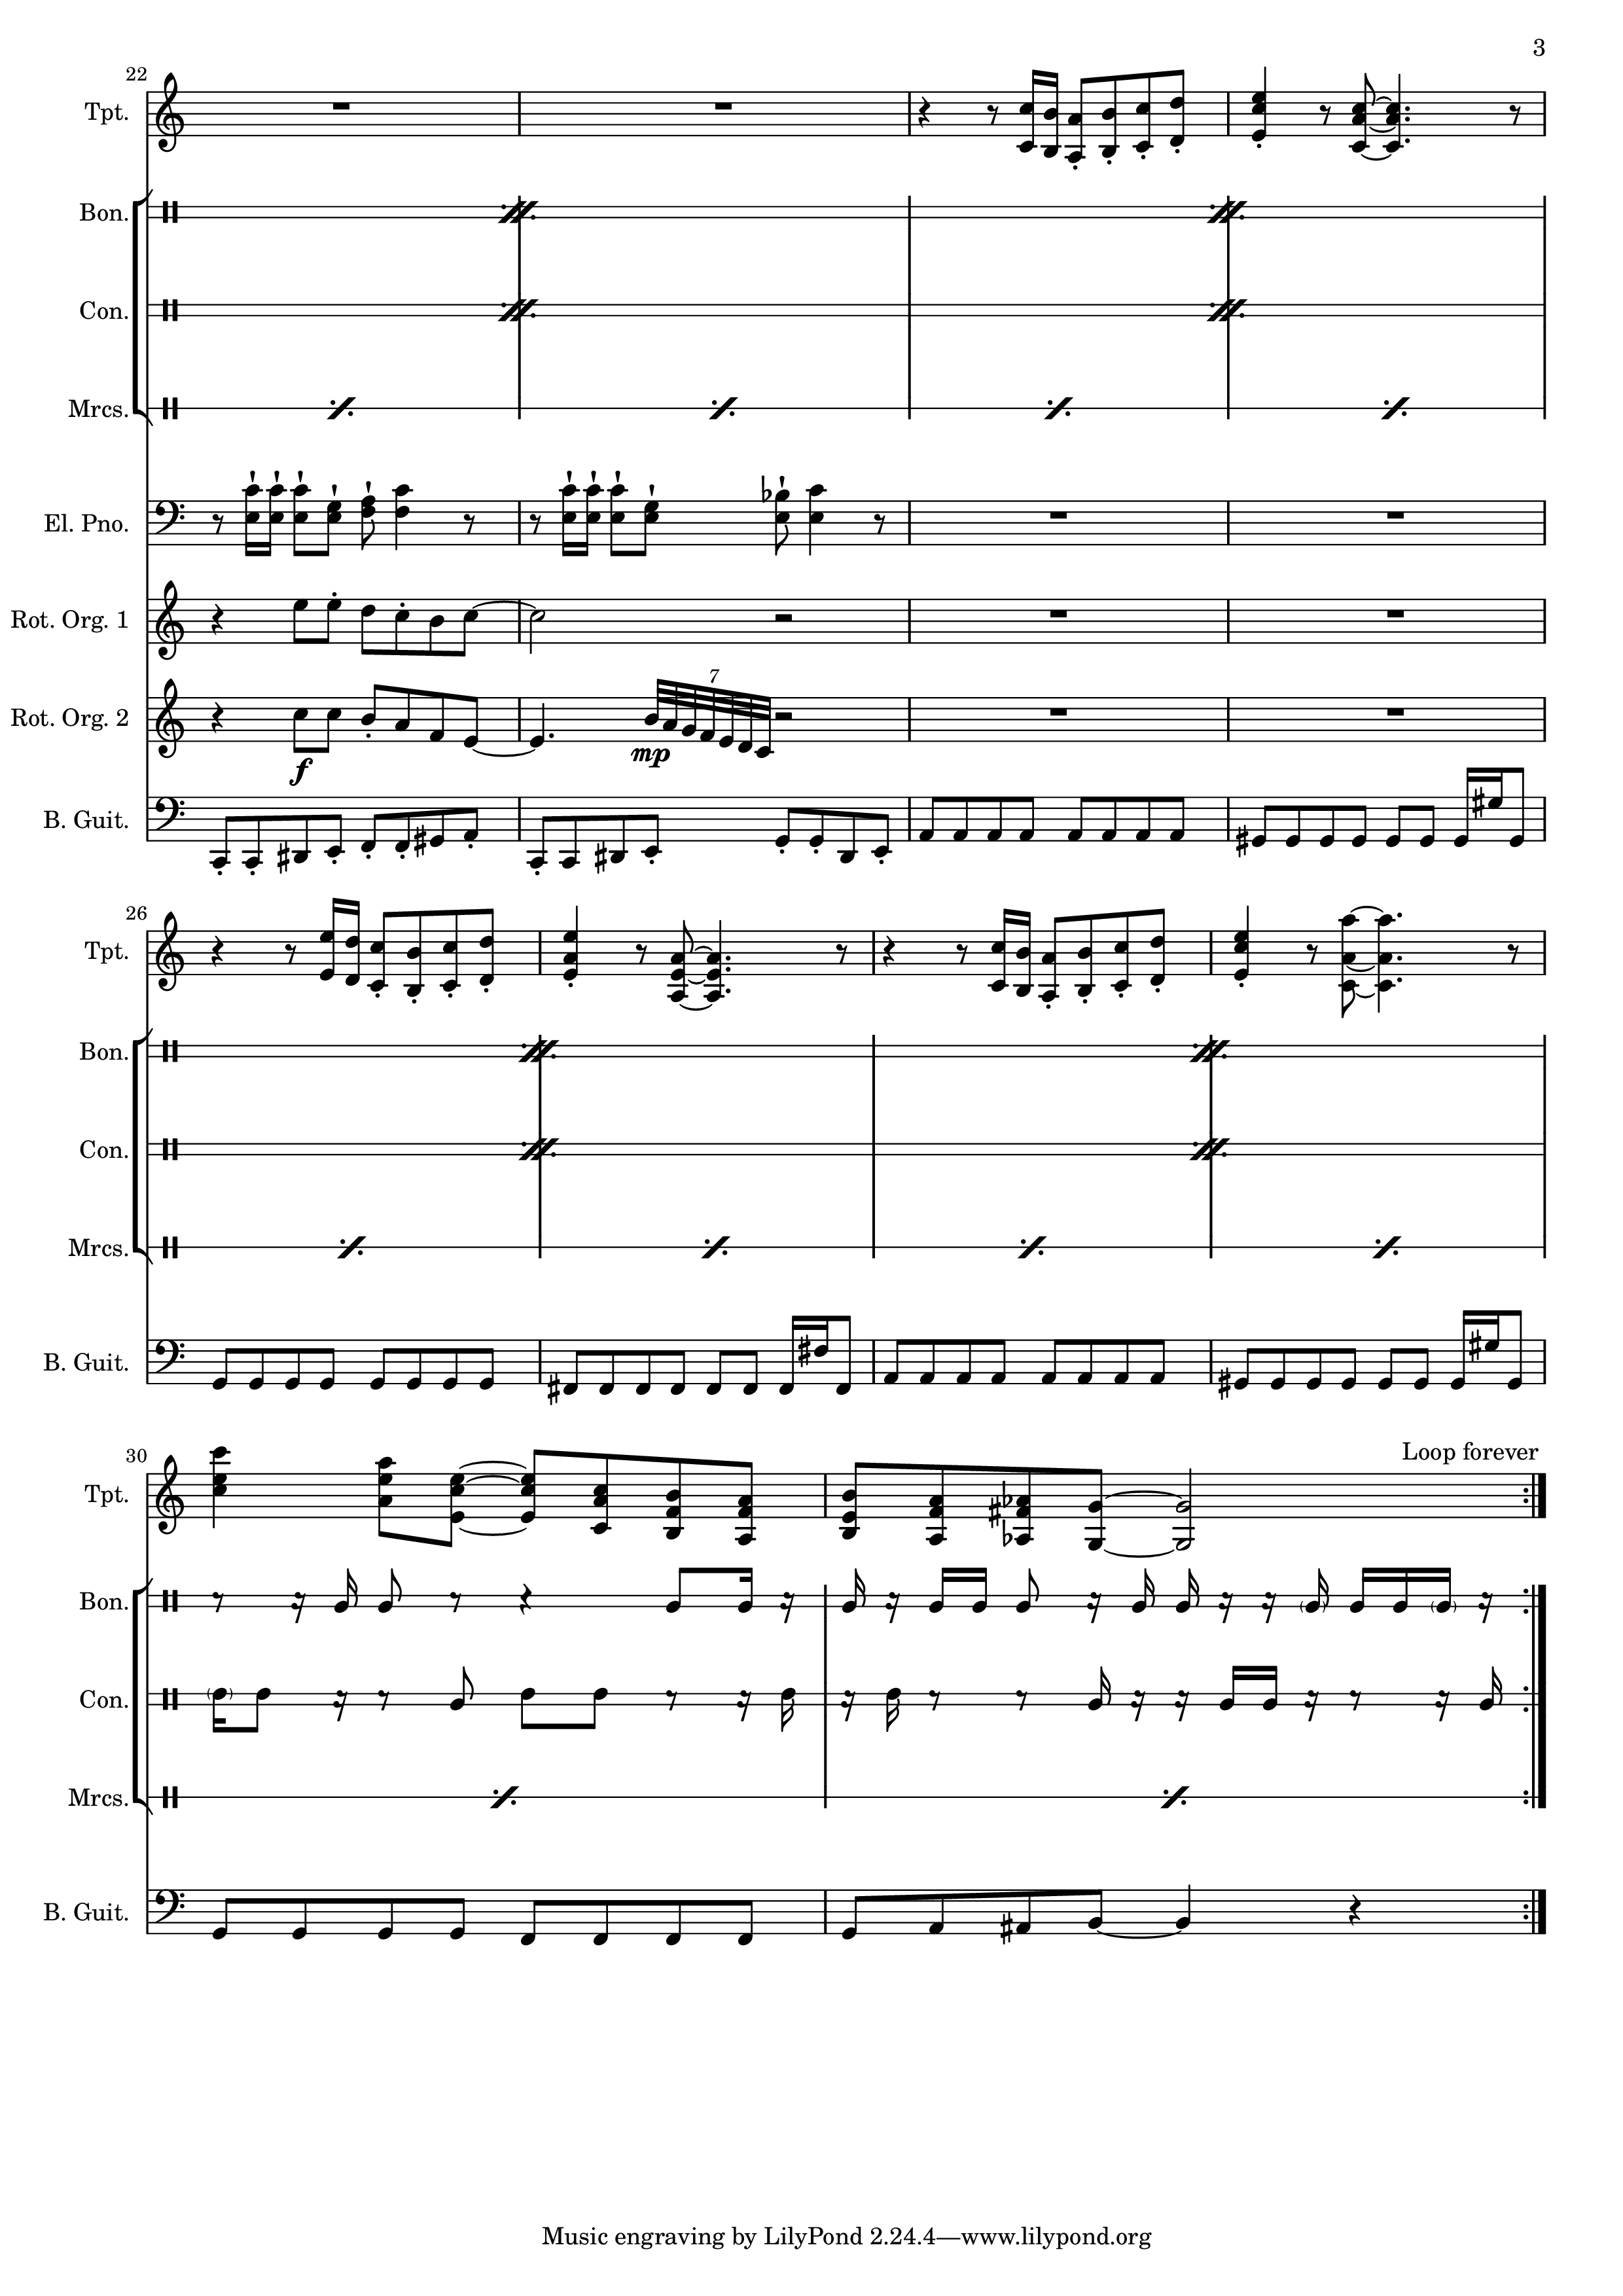 3
22
Tpt.
Bon.
Con.
Mrcs.
El. Pno.
Rot. Org. 1
7
Rot. Org. 2
f
mp
B. Guit.
26
Tpt.
Bon.
Con.
Mrcs.
B. Guit.
Loop forever
30
Tpt.
Bon.
Con.
Mrcs.
B. Guit.
Music engraving by LilyPond 2.24.4—www.lilypond.org